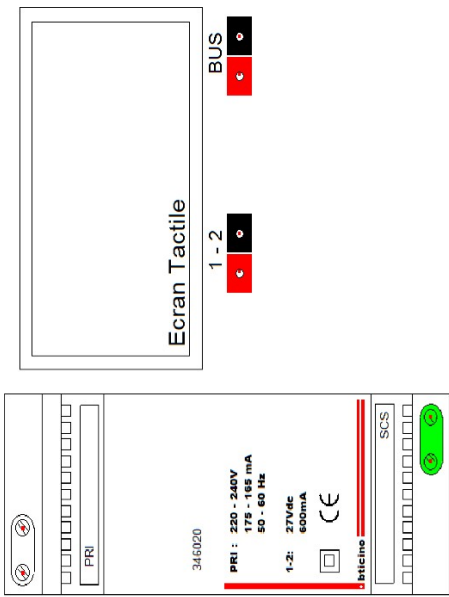 Ecran Tactile
1 - 2
BUS
PRI
346020
PRI : 220 - 240V
175 - 165 mA
50 - 60 Hz
1-2: 27Vdc
600mA
CE
bticino
SCS